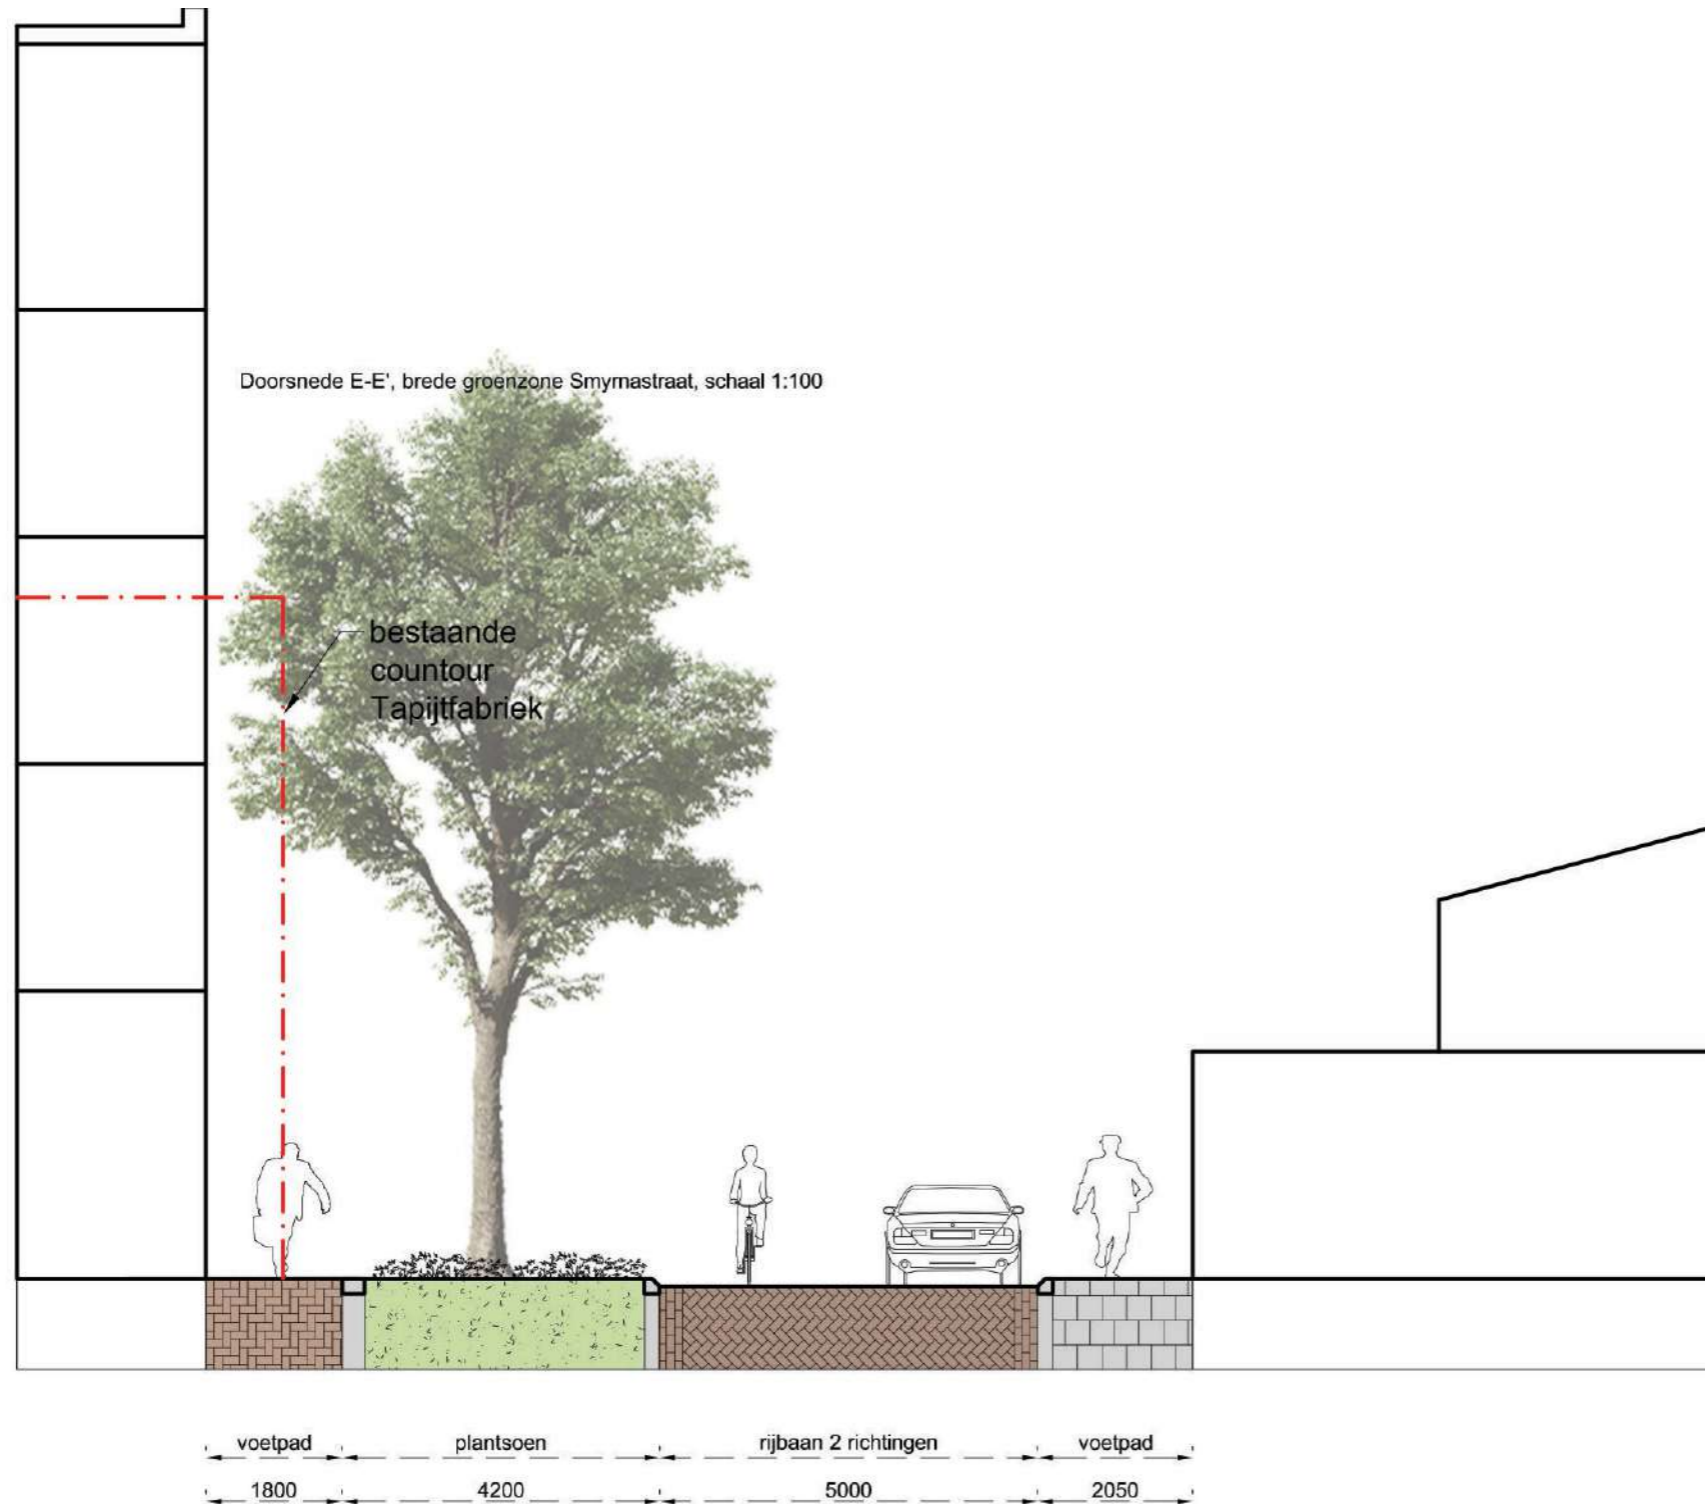 Doorsnede E-E', brede groenzone Smyrnastraat, schaal 1:100
bestaande
countour
Tapijtfabriek
voetpad plantsoen rijbaan 2 richtingen voetpad
1800 4200 5000 2050